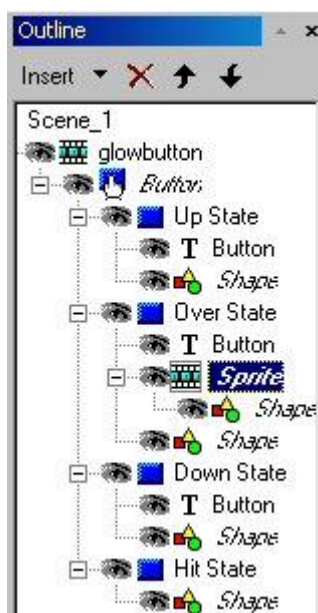 Outline
Insert
Scene_1
glowbutton
Button
Up State
T Button
Shape
Over State
T Button
Sprite
Shape
Shape
Down State
T Button
Shape
Hit State
Shape